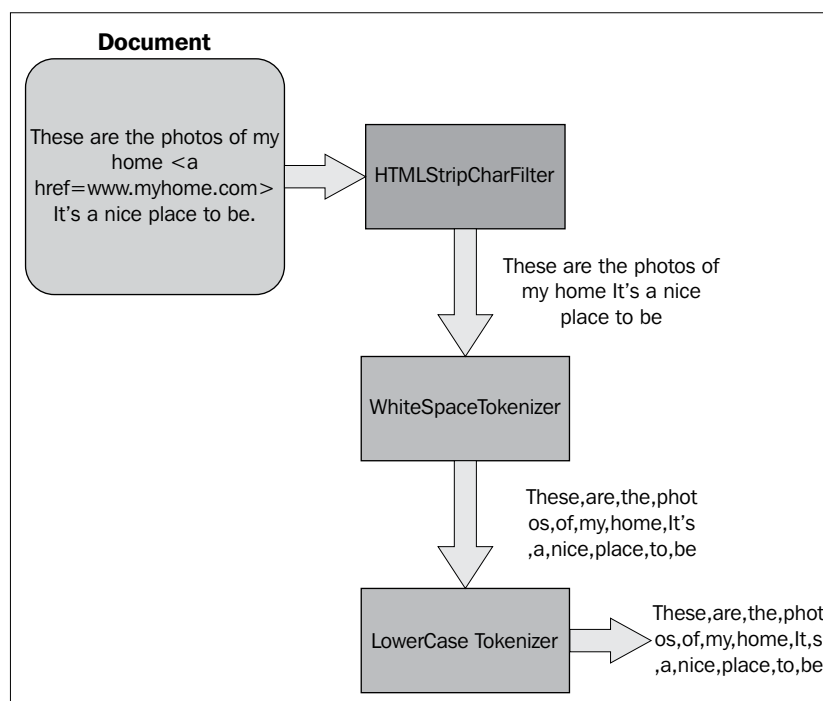 Document
These are the photos of my
home <a
href=www.myhome.com>
It's a nice place to be.
HTMLStripCharFilter
These are the photos of
my home It's a nice
place to be
WhiteSpaceTokenizer
These,are,the,phot
os,of,my,home,It's
,a,nice,place,to,be
LowerCase Tokenizer
These,are,the,phot
os,of,my,home,It,s
,a,nice,place,to,be